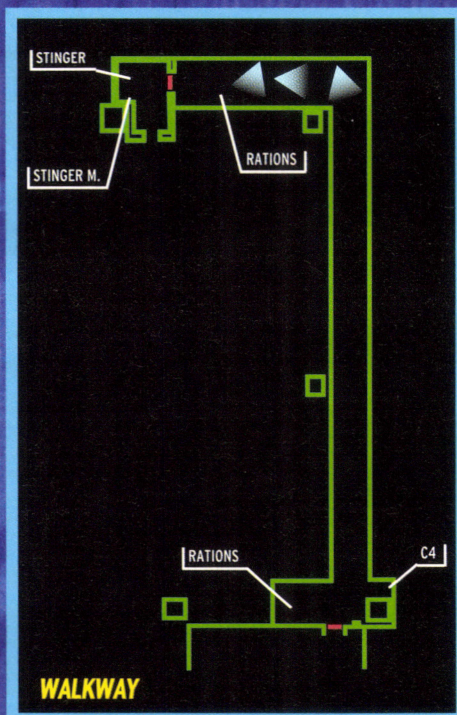 STINGER
STINGER M.
RATIONS
RATIONS
C4
WALKWAY